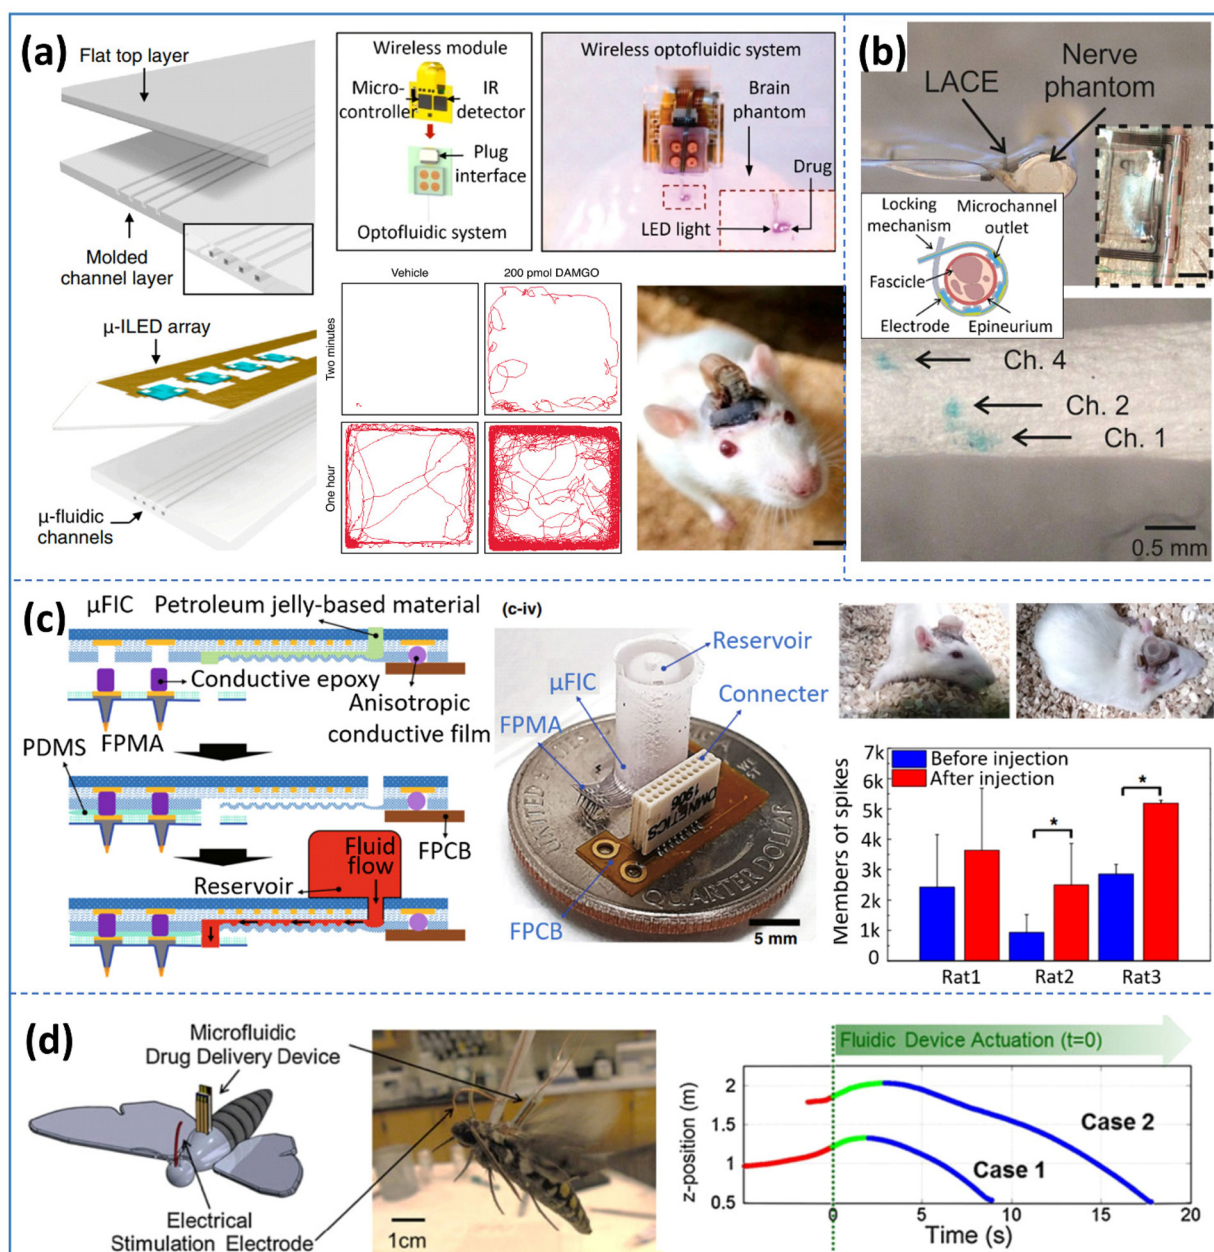 (a)
Flat top layer
Molded
channel layer
Wireless module
Micro-
controller
IR
detector
Plug
interface
Optofluidic system
Wireless optofluidic system
Brain
phantom
Drug
LED light
µ-ILED array
µ-fluidic
channels
Vehicle
200 pmol DAMGO
Two minutes
One hour
(b)
LACE
Nerve
phantom
Locking
mechanism
Microchannel
outlet
Fascicle
Electrode
Epineurium
Ch. 4
Ch. 2
Ch. 1
0.5 mm
(c)
µFIC
Petroleum jelly-based material
Conductive epoxy
Anisotropic
conductive film
PDMS
FPMA
FPCB
Fluid
flow
Reservoir
(c-iv)
Reservoir
µFIC
Connecter
FPMA
FPCB
UNITED
OMNETICS
1906
QUARTER DOLLAR
5 mm
Before injection
After injection
Members of spikes
7k
6k
5k
4k
3k
2k
1k
0
*
*
Rat1
Rat2
Rat3
(d)
Microfluidic
Drug Delivery Device
Electrical
Stimulation Electrode
1cm
Fluidic Device Actuation (t=0)
z-position (m)
2
1.5
1
0.5
Case 2
Case 1
0
5
10
15
20
Time (s)